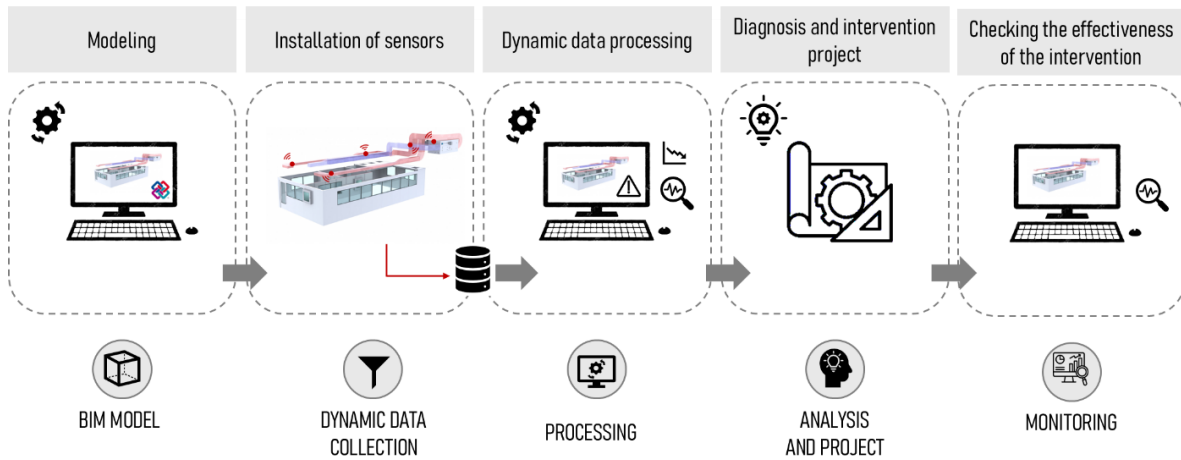 Modeling
Installation of sensors
Dynamic data processing
Diagnosis and intervention
project
Checking the effectiveness
of the intervention
BIM MODEL
DYNAMIC DATA
COLLECTION
PROCESSING
ANALYSIS
AND PROJECT
MONITORING